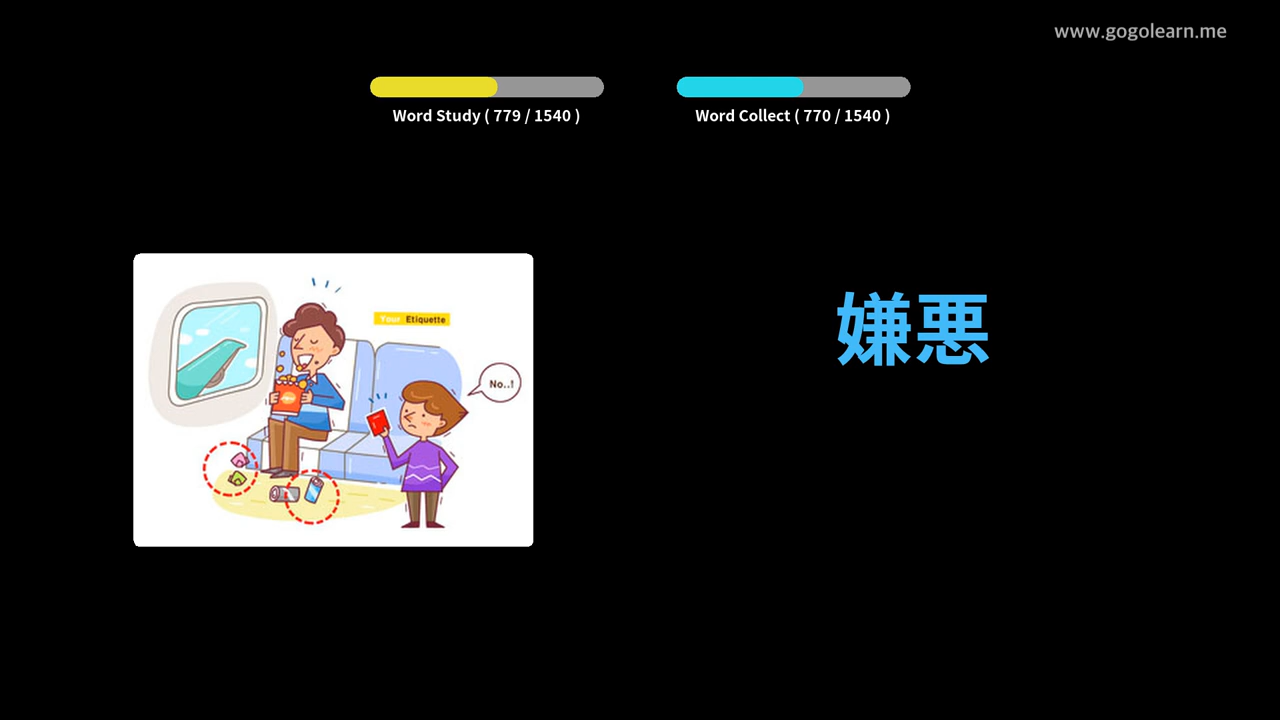 www.gogolearn.me
Word Study ( 779 / 1540 )
Word Collect ( 770 / 1540 )
嫌悪
Your Etiquette
No..!